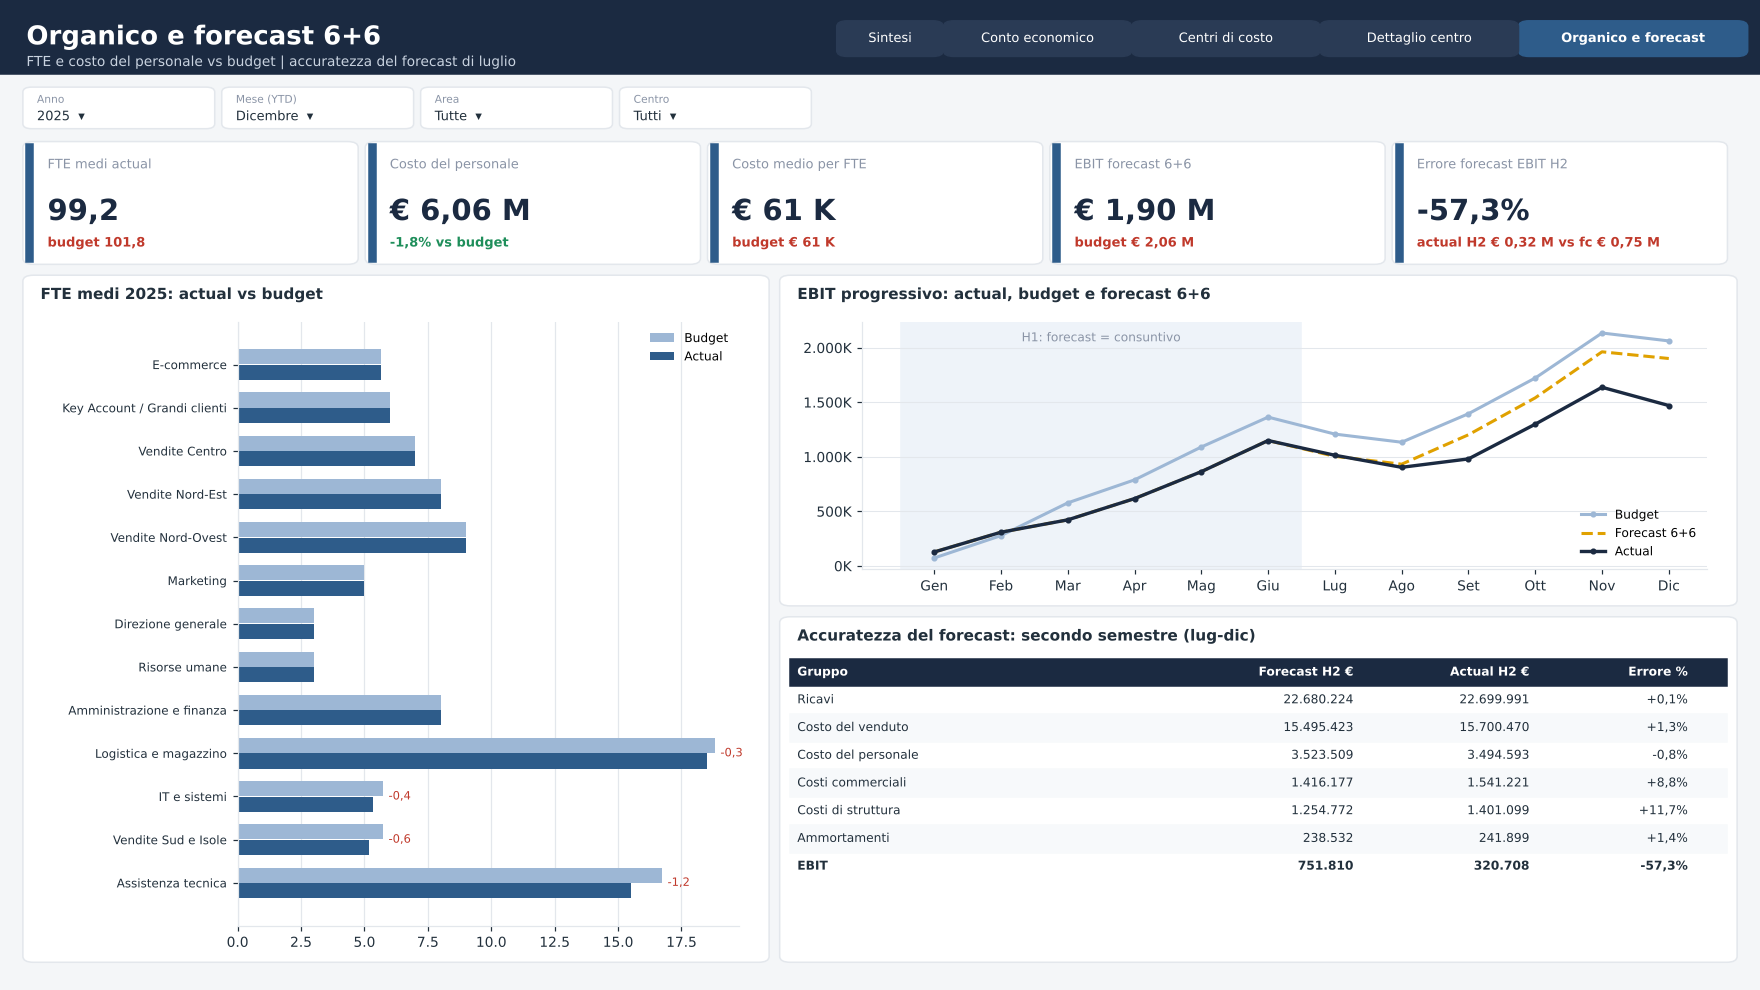 Organico e forecast 6+6
FTE e costo del personale vs budget | accuratezza del forecast di luglio
Sintesi
Conto economico
Centri di costo
Dettaglio centro
Organico e forecast
Anno
2025 ▾
Mese (YTD)
Dicembre ▾
Area
Tutte ▾
Centro
Tutti ▾
FTE medi actual
99,2
budget 101,8
Costo del personale
€ 6,06 M
-1,8% vs budget
Costo medio per FTE
€ 61 K
budget € 61 K
EBIT forecast 6+6
€ 1,90 M
budget € 2,06 M
Errore forecast EBIT H2
-57,3%
actual H2 € 0,32 M vs fc € 0,75 M
FTE medi 2025: actual vs budget
Budget
Actual
E-commerce
Key Account / Grandi clienti
Vendite Centro
Vendite Nord-Est
Vendite Nord-Ovest
Marketing
Direzione generale
Risorse umane
Amministrazione e finanza
Logistica e magazzino -0,3
IT e sistemi -0,4
Vendite Sud e Isole -0,6
Assistenza tecnica -1,2
0.0 2.5 5.0 7.5 10.0 12.5 15.0 17.5
EBIT progressivo: actual, budget e forecast 6+6
H1: forecast = consuntivo
2.000K
1.500K
1.000K
500K
0K
Budget
Forecast 6+6
Actual
Gen Feb Mar Apr Mag Giu Lug Ago Set Ott Nov Dic
Accuratezza del forecast: secondo semestre (lug-dic)
Gruppo Forecast H2 € Actual H2 € Errore %
Ricavi 22.680.224 22.699.991 +0,1%
Costo del venduto 15.495.423 15.700.470 +1,3%
Costo del personale 3.523.509 3.494.593 -0,8%
Costi commerciali 1.416.177 1.541.221 +8,8%
Costi di struttura 1.254.772 1.401.099 +11,7%
Ammortamenti 238.532 241.899 +1,4%
EBIT 751.810 320.708 -57,3%